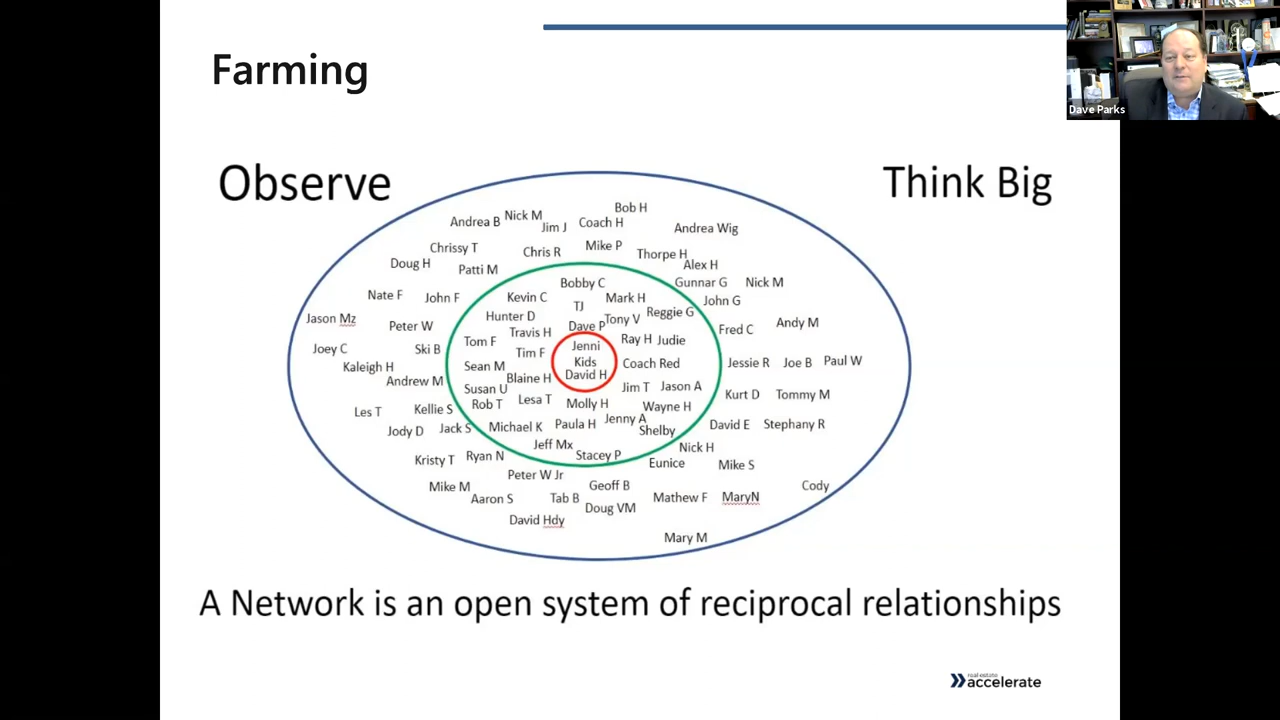 Farming
Dave Parks
Observe
Think Big
Bob H
Andrea B
Nick M
Jim J
Coach H
Andrea Wig
Chrissy T
Chris R
Mike P
Thorpe H
Doug H
Patti M
Alex H
Bobby C
Gunnar G
Nick M
Nate F
John F
Kevin C
TJ
Mark H
John G
Jason Mz
Peter W
Hunter D
Dave P
Tony V
Reggie G
Fred C
Andy M
Travis H
Joey C
Ski B
Tom F
Tim F
Jenni
Ray H
Judie
Kaleigh H
Sean M
Kids
Coach Red
Jessie R
Joe B
Paul W
Andrew M
Susan U
Blaine H
David H
Jim T
Jason A
Kurt D
Tommy M
Les T
Kellie S
Rob T
Lesa T
Molly H
Wayne H
Jody D
Jack S
Michael K
Paula H
Jenny A
Shelby
David E
Stephany R
Kristy T
Ryan N
Jeff Mx
Stacey P
Nick H
Eunice
Mike S
Peter W Jr
Mike M
Aaron S
Tab B
Geoff B
Doug VM
Mathew F
MaryN
Cody
David Hdy
Mary M
A Network is an open system of reciprocal relationships
real estate
accelerate